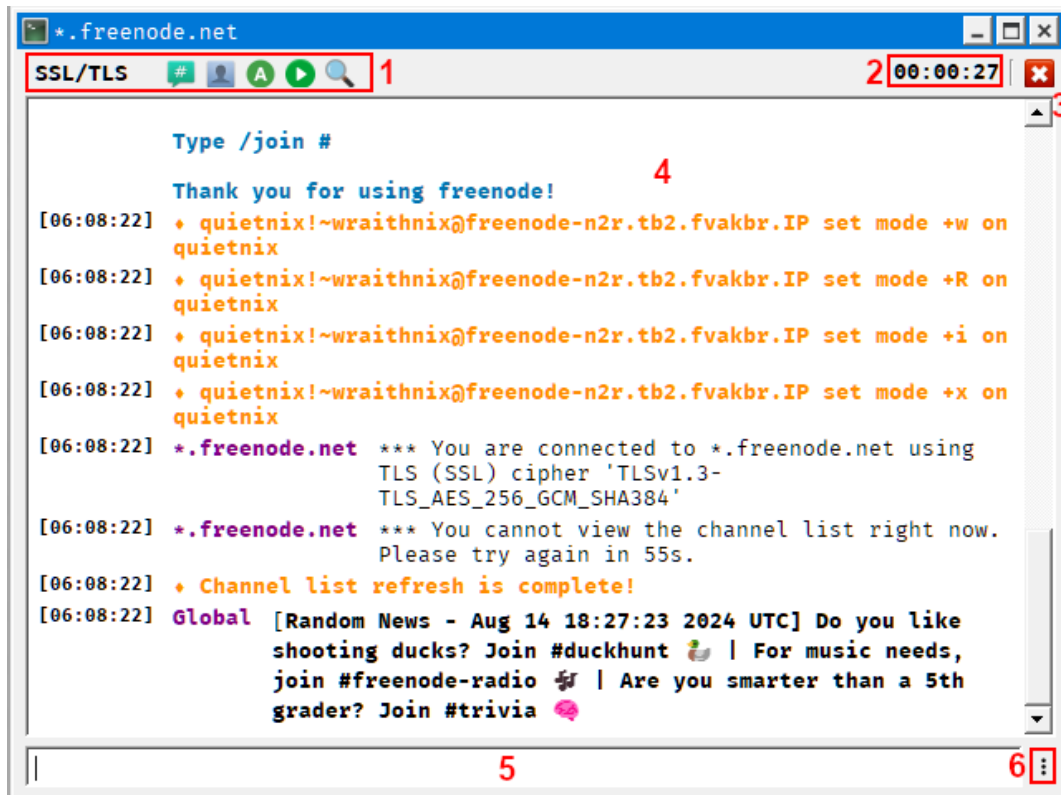 *.freenode.net
SSL/TLS # A 1 2 00:00:27
3
Type /join #
4
Thank you for using freenode!
[06:08:22] ♦ quietnix!~wraithnix@freenode-n2r.tb2.fvakbr.IP set mode +w on
quietnix
[06:08:22] ♦ quietnix!~wraithnix@freenode-n2r.tb2.fvakbr.IP set mode +R on
quietnix
[06:08:22] ♦ quietnix!~wraithnix@freenode-n2r.tb2.fvakbr.IP set mode +i on
quietnix
[06:08:22] ♦ quietnix!~wraithnix@freenode-n2r.tb2.fvakbr.IP set mode +x on
quietnix
[06:08:22] *.freenode.net *** You are connected to *.freenode.net using
TLS (SSL) cipher 'TLSv1.3-
TLS_AES_256_GCM_SHA384'
[06:08:22] *.freenode.net *** You cannot view the channel list right now.
Please try again in 55s.
[06:08:22] ♦ Channel list refresh is complete!
[06:08:22] Global [Random News - Aug 14 18:27:23 2024 UTC] Do you like
shooting ducks? Join #duckhunt 🦆 | For music needs,
join #freenode-radio 🎶 | Are you smarter than a 5th
grader? Join #trivia 🧠
5 6